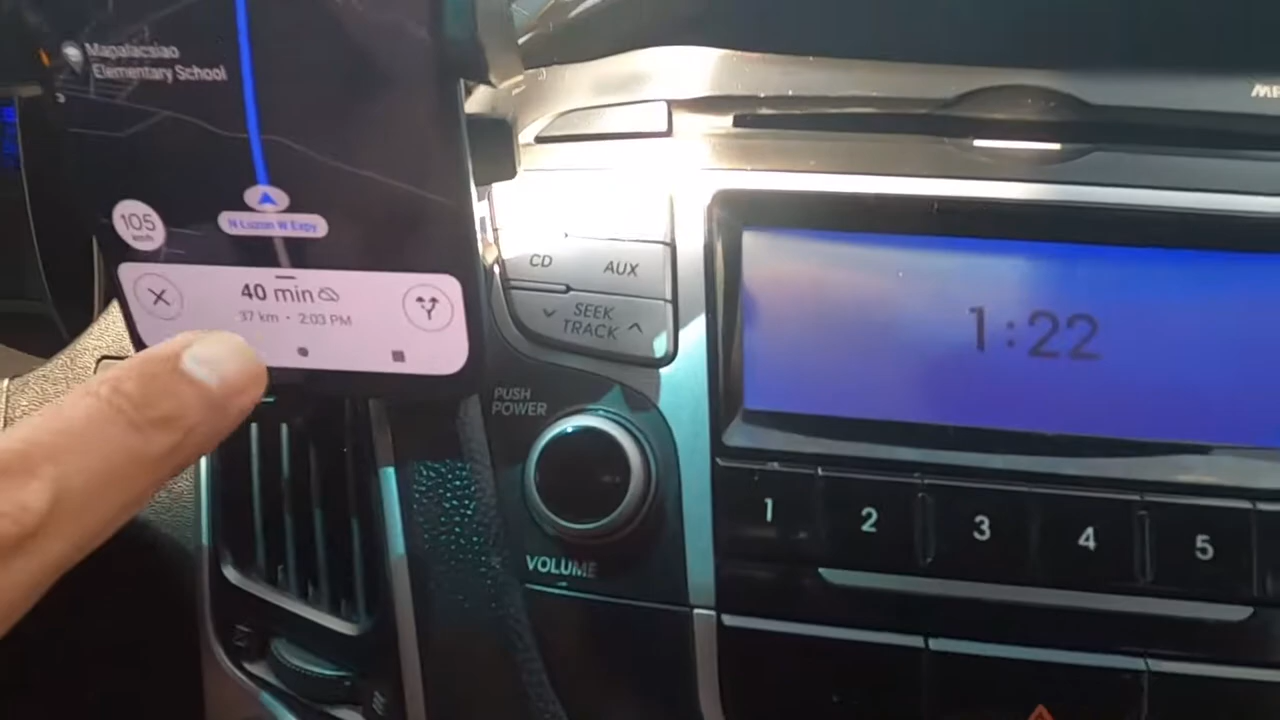 Mapalacsiao
Elementary School
105
km/h
N Luzon W Expy
40 min
37 km · 2:03 PM
CD
AUX
SEEK
TRACK
PUSH
POWER
VOLUME
1:22
1
2
3
4
5